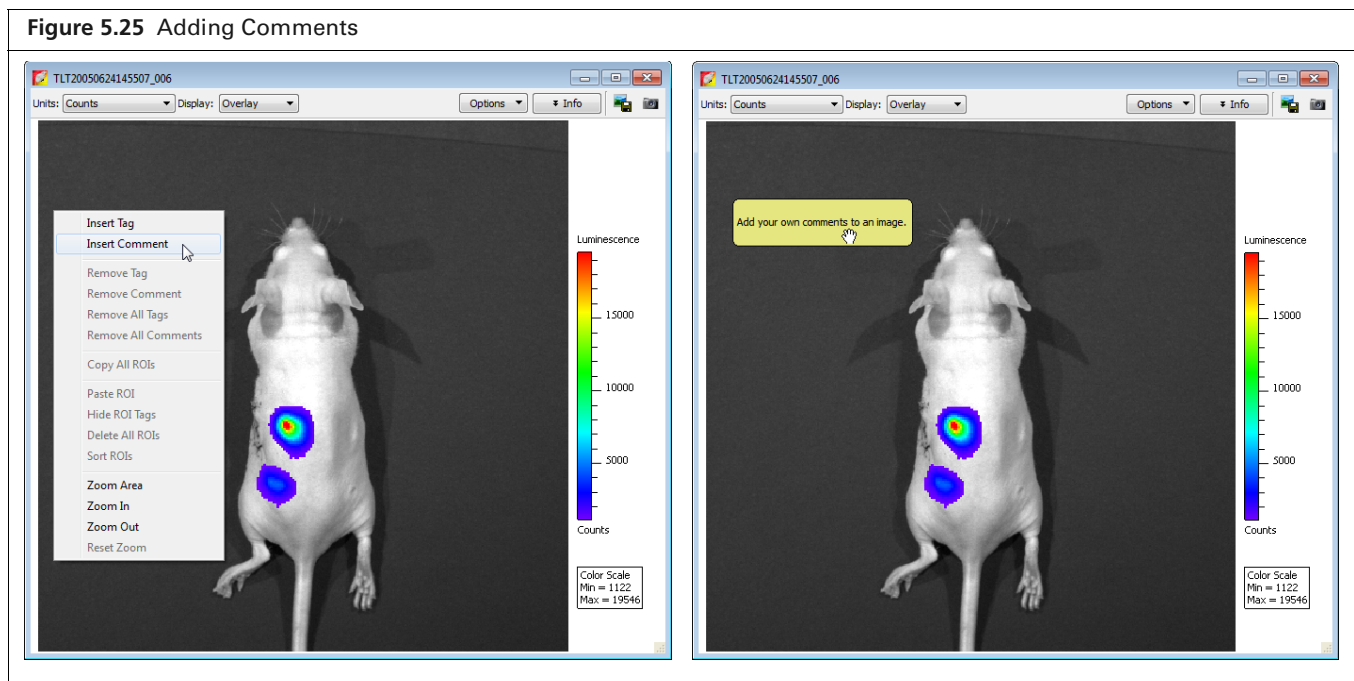 Figure 5.25 Adding Comments
TLT20050624145507_006
Units: Counts Display: Overlay Options Info
Insert Tag
Insert Comment
Remove Tag
Remove Comment
Remove All Tags
Remove All Comments
Copy All ROIs
Paste ROI
Hide ROI Tags
Delete All ROIs
Sort ROIs
Zoom Area
Zoom In
Zoom Out
Reset Zoom
Luminescence
15000
10000
5000
Counts
Color Scale
Min = 1122
Max = 19546
TLT20050624145507_006
Units: Counts Display: Overlay Options Info
Add your own comments to an image.
Luminescence
15000
10000
5000
Counts
Color Scale
Min = 1122
Max = 19546